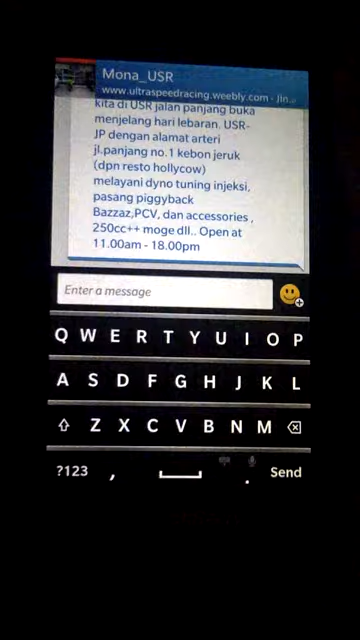 Mona_USR
www.ultraspeedracing.weebly.com - Jln...
kita di USR jalan panjang buka
menjelang hari lebaran. USR-
JP dengan alamat arteri
jl.panjang no.1 kebon jeruk
(dpn resto hollycow)
melayani dyno tuning injeksi,
pasang piggyback
Bazzaz,PCV, dan accessories ,
250cc++ moge dll.. Open at
11.00am - 18.00pm
Enter a message
Q W E R T Y U I O P
A S D F G H J K L
Z X C V B N M
?123 , . Send